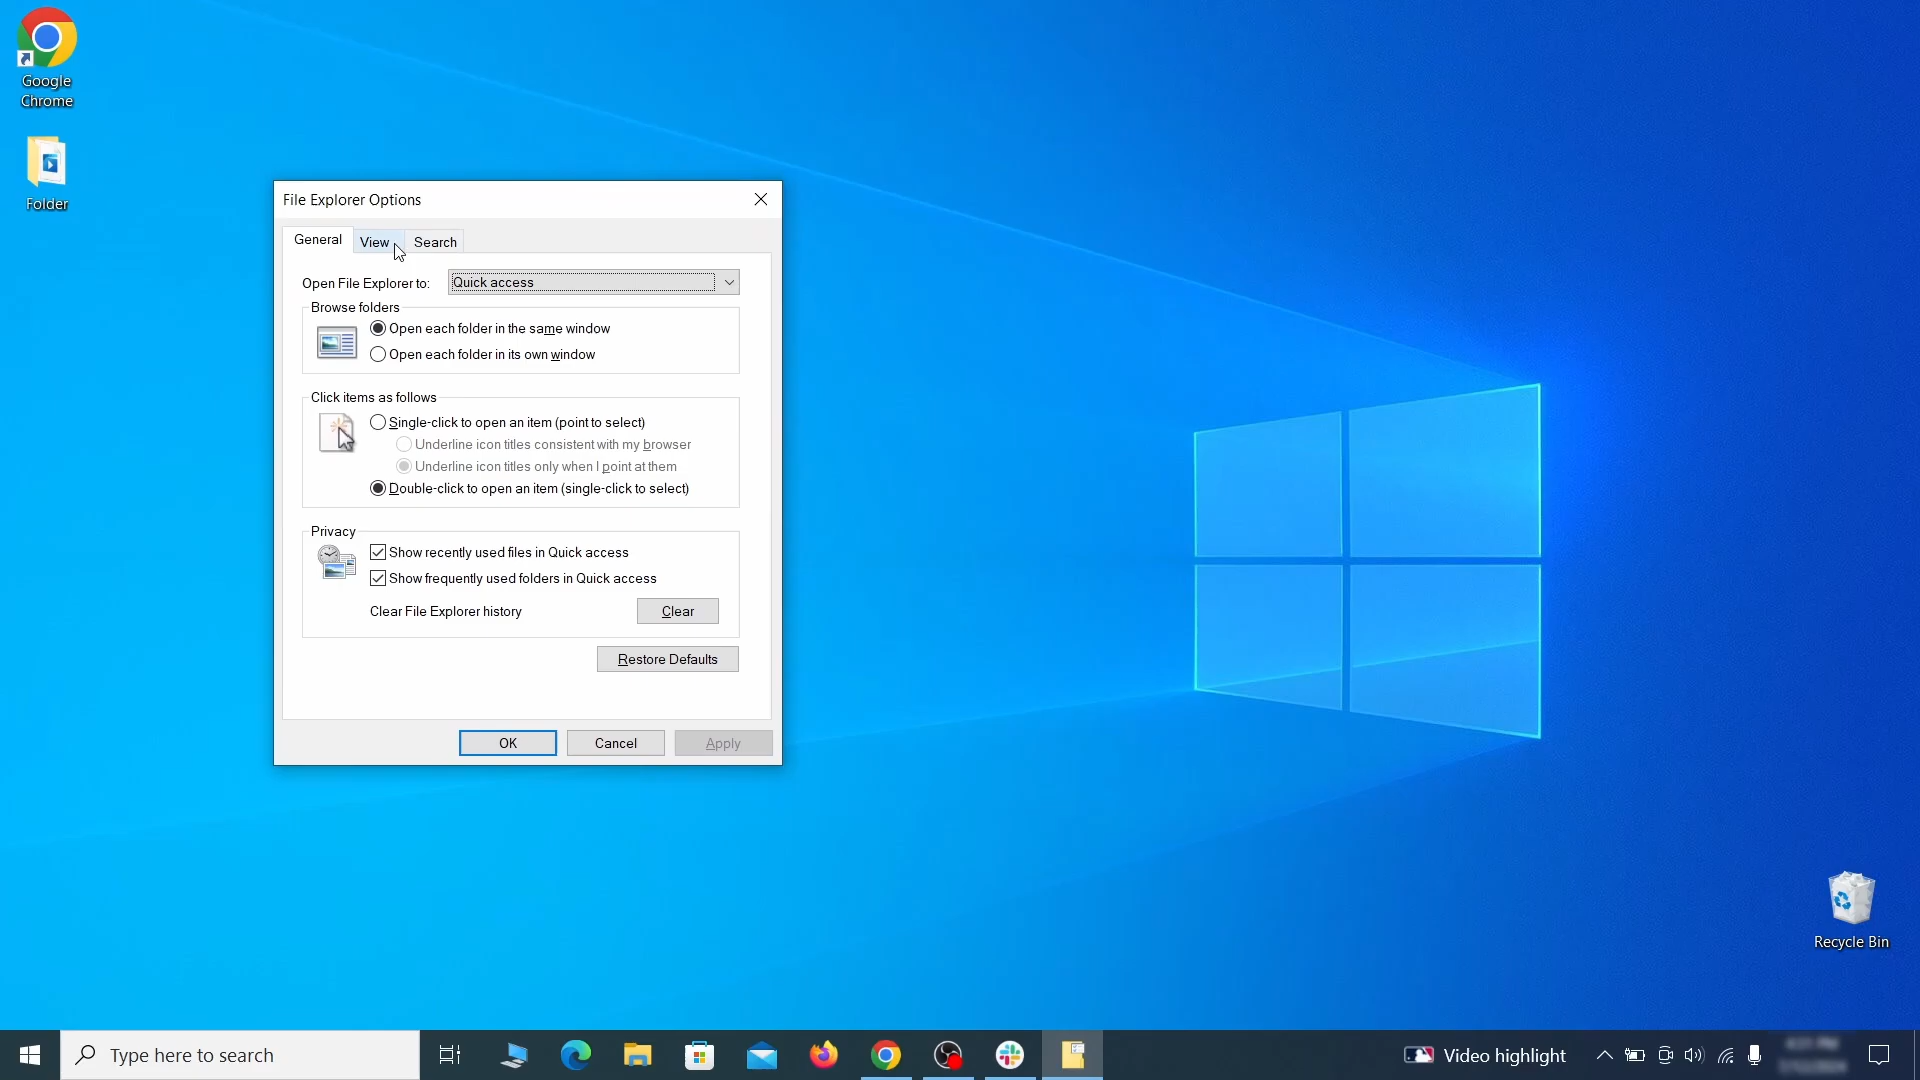 Google
Chrome
Folder
File Explorer Options
General
View
Search
Open File Explorer to:
Quick access
Browse folders
Open each folder in the same window
Open each folder in its own window
Click items as follows
Single-click to open an item (point to select)
Underline icon titles consistent with my browser
Underline icon titles only when I point at them
Double-click to open an item (single-click to select)
Privacy
Show recently used files in Quick access
Show frequently used folders in Quick access
Clear File Explorer history
Clear
Restore Defaults
OK
Cancel
Apply
Recycle Bin
Type here to search
Video highlight